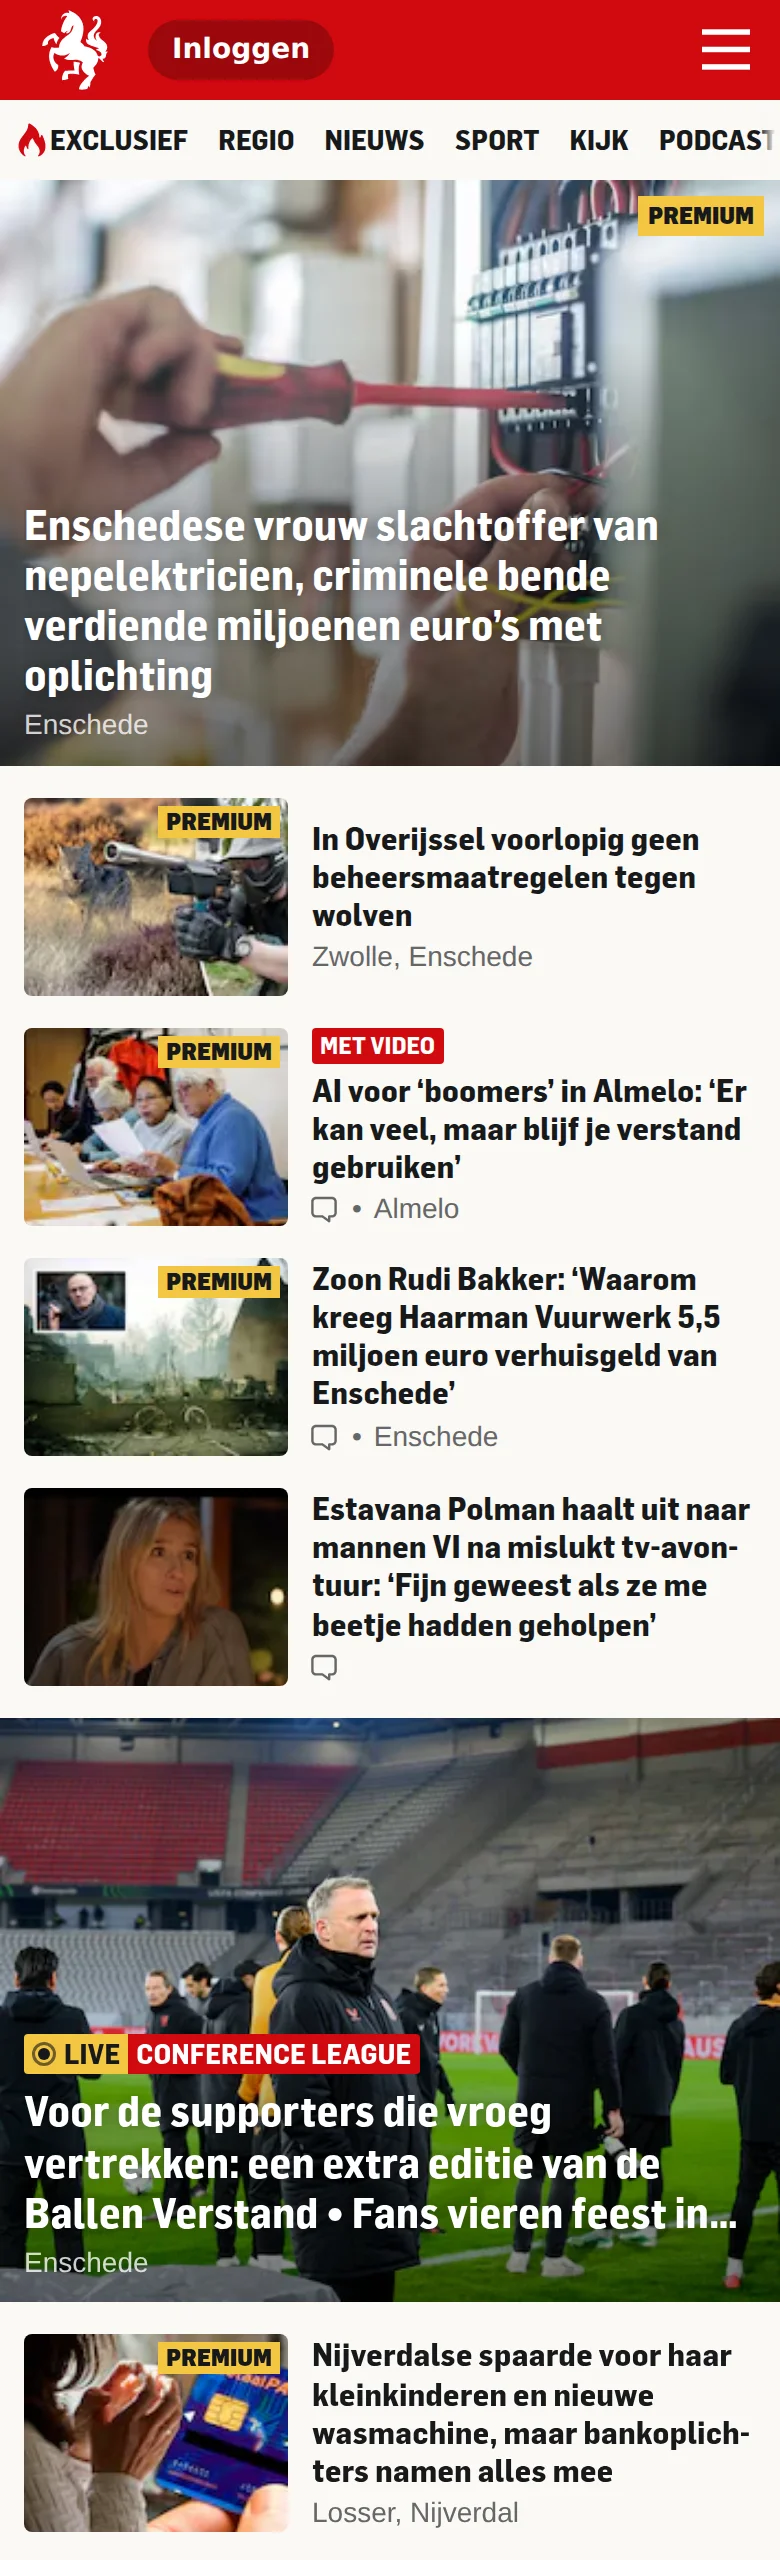 Inloggen
EXCLUSIEF REGIO NIEUWS SPORT KIJK PODCAST
PREMIUM
Enschedese vrouw slachtoffer van
nepelektricien, criminele bende
verdiende miljoenen euro’s met
oplichting
Enschede
PREMIUM
In Overijssel voorlopig geen
beheersmaatregelen tegen
wolven
Zwolle, Enschede
PREMIUM
MET VIDEO
AI voor ‘boomers’ in Almelo: ‘Er
kan veel, maar blijf je verstand
gebruiken’
• Almelo
PREMIUM
Zoon Rudi Bakker: ‘Waarom
kreeg Haarman Vuurwerk 5,5
miljoen euro verhuisgeld van
Enschede’
• Enschede
Estavana Polman haalt uit naar
mannen VI na mislukt tv-avon-
tuur: ‘Fijn geweest als ze me
beetje hadden geholpen’
LIVE CONFERENCE LEAGUE
Voor de supporters die vroeg
vertrekken: een extra editie van de
Ballen Verstand • Fans vieren feest in...
Enschede
PREMIUM
Nijverdalse spaarde voor haar
kleinkinderen en nieuwe
wasmachine, maar bankoplich-
ters namen alles mee
Losser, Nijverdal